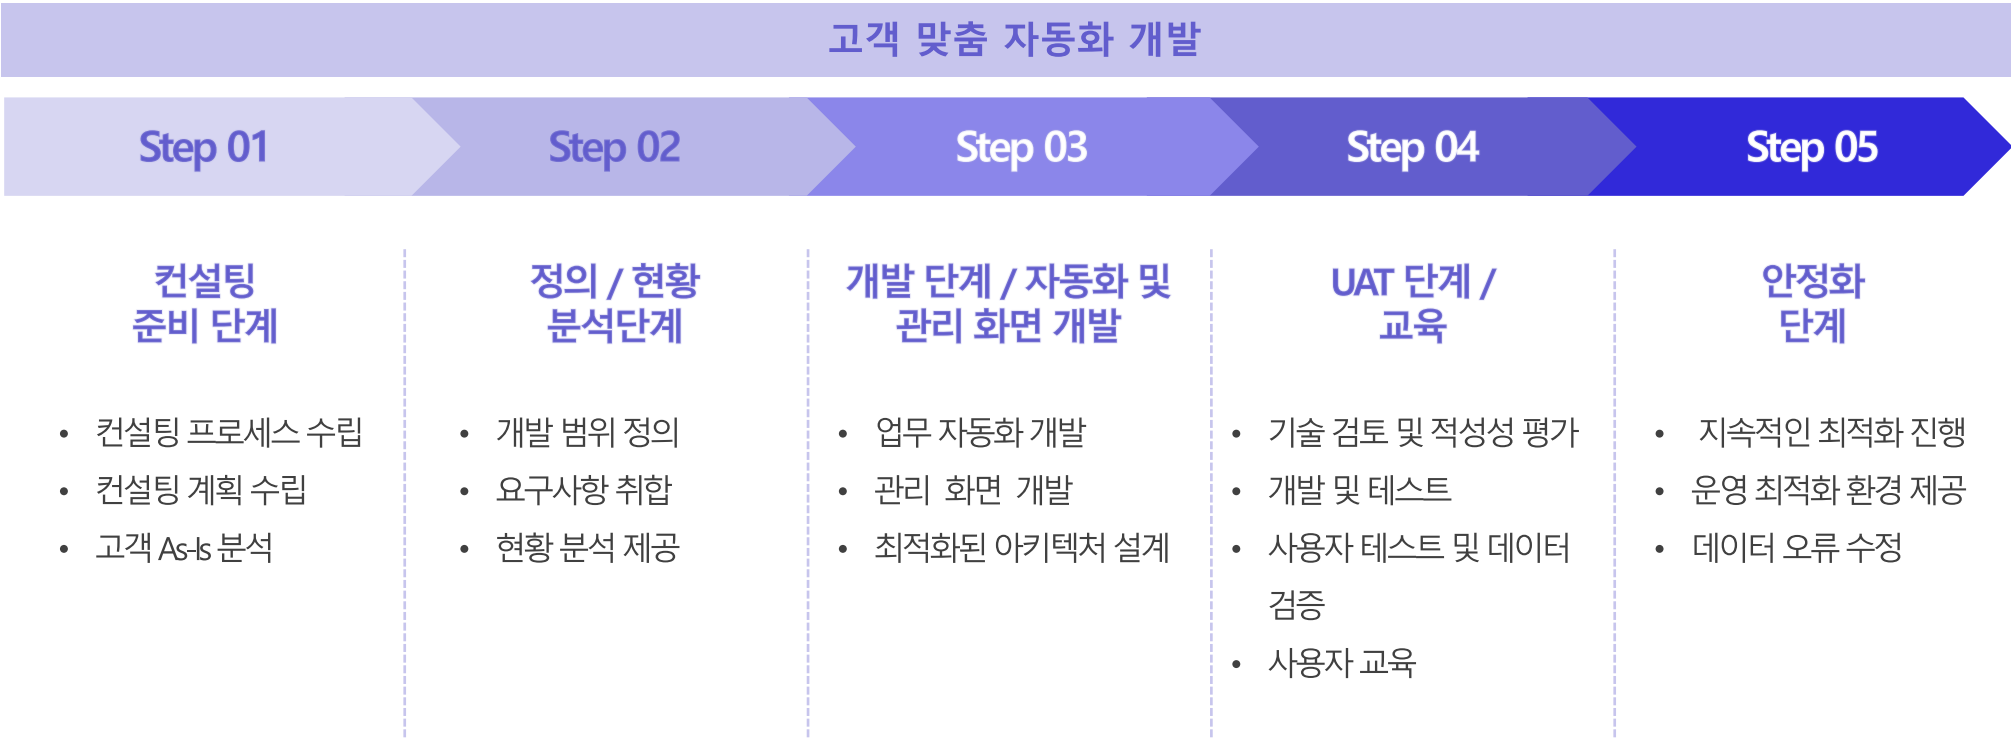 고객 맞춤 자동화 개발
Step 01
Step 02
Step 03
Step 04
Step 05
컨설팅
준비 단계
• 컨설팅 프로세스 수립
• 컨설팅 계획 수립
• 고객 As-Is 분석
정의 / 현황
분석단계
• 개발 범위 정의
• 요구사항 취합
• 현황 분석 제공
개발 단계 / 자동화 및
관리 화면 개발
• 업무 자동화 개발
• 관리 화면 개발
• 최적화된 아키텍처 설계
UAT 단계 /
교육
• 기술 검토 및 적성성 평가
• 개발 및 테스트
• 사용자 테스트 및 데이터
검증
• 사용자 교육
안정화
단계
• 지속적인 최적화 진행
• 운영 최적화 환경 제공
• 데이터 오류 수정